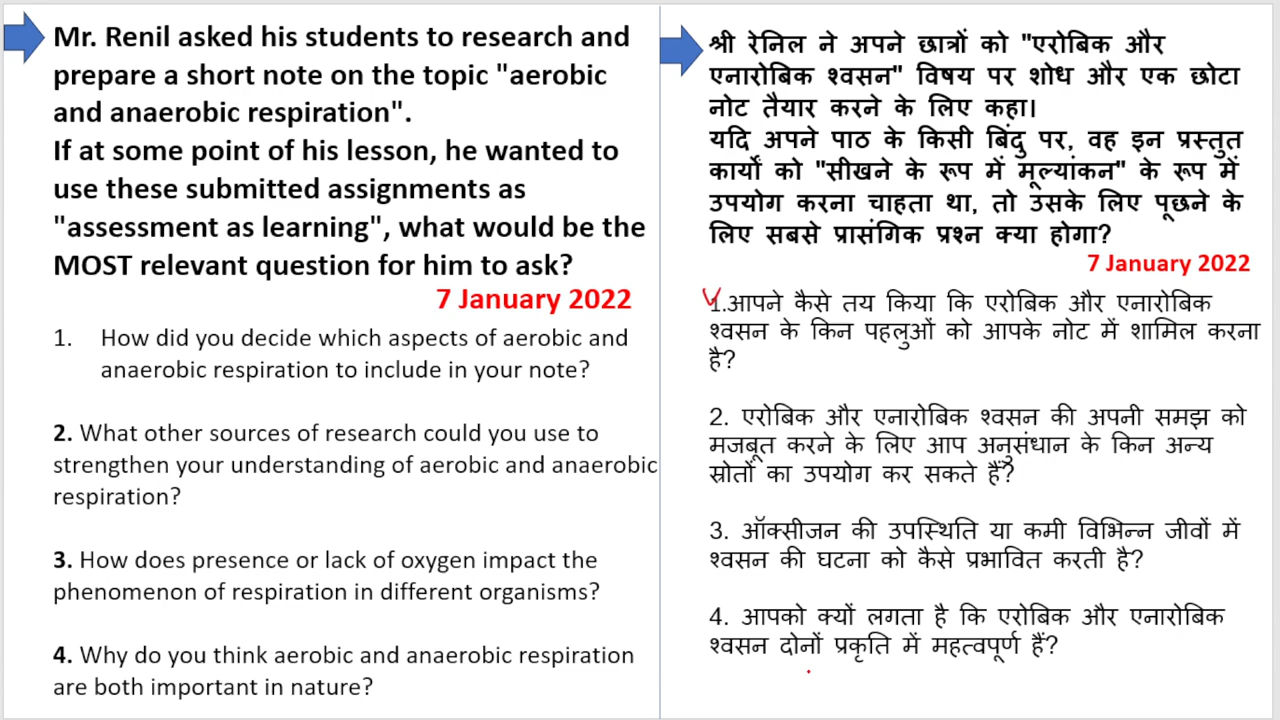 Mr. Renil asked his students to research and
prepare a short note on the topic "aerobic
and anaerobic respiration".
If at some point of his lesson, he wanted to
use these submitted assignments as
"assessment as learning", what would be the
MOST relevant question for him to ask?
7 January 2022
1. How did you decide which aspects of aerobic and
anaerobic respiration to include in your note?
2. What other sources of research could you use to
strengthen your understanding of aerobic and anaerobic
respiration?
3. How does presence or lack of oxygen impact the
phenomenon of respiration in different organisms?
4. Why do you think aerobic and anaerobic respiration
are both important in nature?
श्री रेनिल ने अपने छात्रों को "एरोबिक और
एनारोबिक श्वसन" विषय पर शोध और एक छोटा
नोट तैयार करने के लिए कहा।
यदि अपने पाठ के किसी बिंदु पर, वह इन प्रस्तुत
कार्यों को "सीखने के रूप में मूल्यांकन" के रूप में
उपयोग करना चाहता था, तो उसके लिए पूछने के
लिए सबसे प्रासंगिक प्रश्न क्या होगा?
7 January 2022
1.आपने कैसे तय किया कि एरोबिक और एनारोबिक
श्वसन के किन पहलुओं को आपके नोट में शामिल करना
है?
2. एरोबिक और एनारोबिक श्वसन की अपनी समझ को
मजबूत करने के लिए आप अनुसंधान के किन अन्य
स्रोतों का उपयोग कर सकते हैं?
3. ऑक्सीजन की उपस्थिति या कमी विभिन्न जीवों में
श्वसन की घटना को कैसे प्रभावित करती है?
4. आपको क्यों लगता है कि एरोबिक और एनारोबिक
श्वसन दोनों प्रकृति में महत्वपूर्ण हैं?